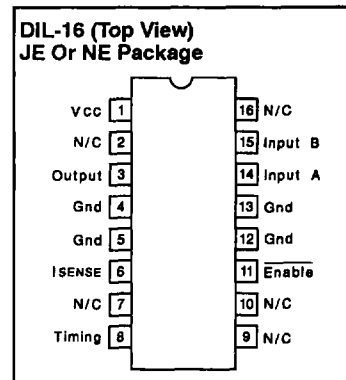 DIL-16 (Top View)
JE Or NE Package
VCC 1 16 N/C
N/C 2 15 Input B
Output 3 14 Input A
Gnd 4 13 Gnd
Gnd 5 12 Gnd
ISENSE 6 11 Enable
N/C 7 10 N/C
Timing 8 9 N/C